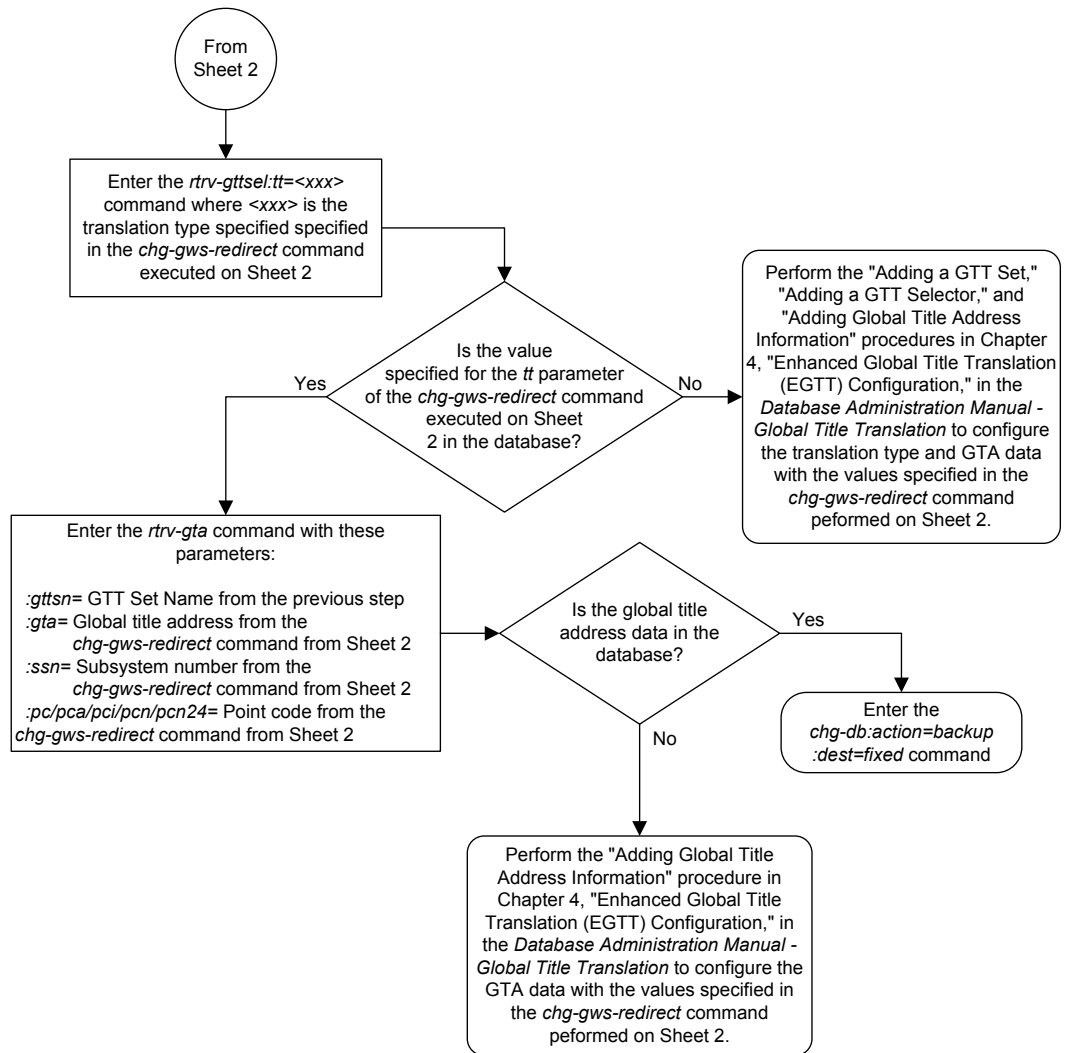 From
Sheet 2
Enter the rtrv-gttsel:tt=<xxx>
command where <xxx> is the
translation type specified specified
in the chg-gws-redirect command
executed on Sheet 2
Is the value
specified for the tt parameter
of the chg-gws-redirect command
executed on Sheet
2 in the database?
Yes
No
Perform the "Adding a GTT Set,"
"Adding a GTT Selector," and
"Adding Global Title Address
Information" procedures in Chapter
4, "Enhanced Global Title Translation
(EGTT) Configuration," in the
Database Administration Manual -
Global Title Translation to configure
the translation type and GTA data
with the values specified in the
chg-gws-redirect command
peformed on Sheet 2.
Enter the rtrv-gta command with these
parameters:
:gttsn= GTT Set Name from the previous step
:gta= Global title address from the
chg-gws-redirect command from Sheet 2
:ssn= Subsystem number from the
chg-gws-redirect command from Sheet 2
:pc/pca/pci/pcn/pcn24= Point code from the
chg-gws-redirect command from Sheet 2
Is the global title
address data in the
database?
Yes
No
Enter the
chg-db:action=backup
:dest=fixed command
Perform the "Adding Global Title
Address Information" procedure in
Chapter 4, "Enhanced Global Title
Translation (EGTT) Configuration," in
the Database Administration Manual -
Global Title Translation to configure the
GTA data with the values specified in
the chg-gws-redirect command
peformed on Sheet 2.